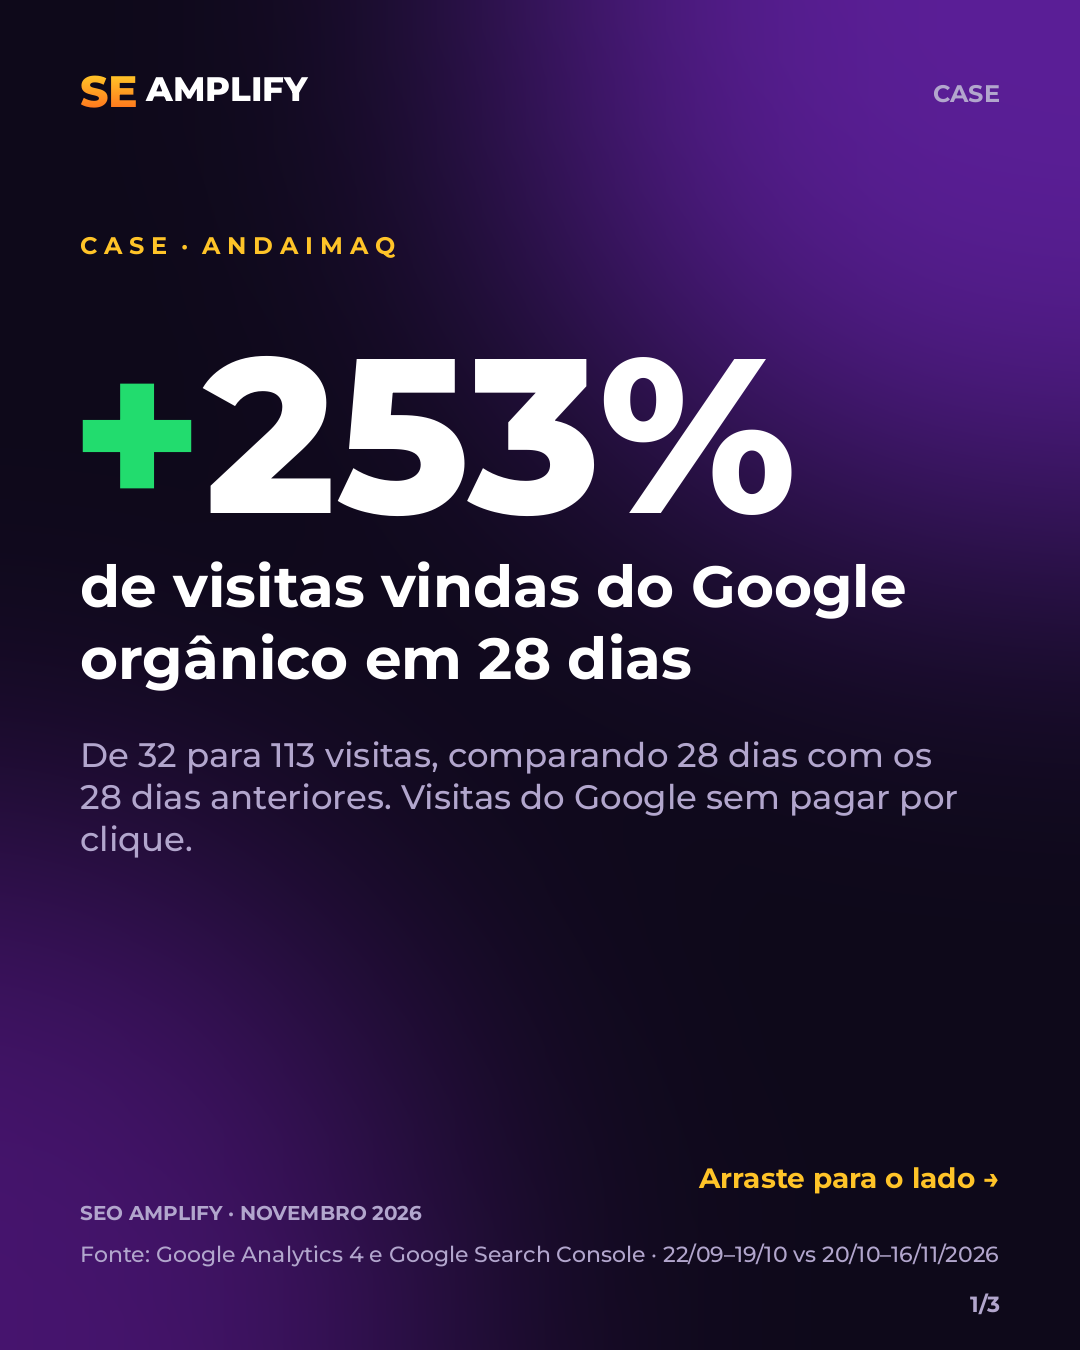 SE AMPLIFY
CASE
CASE · ANDAIMAQ
+253%
de visitas vindas do Google
orgânico em 28 dias
De 32 para 113 visitas, comparando 28 dias com os
28 dias anteriores. Visitas do Google sem pagar por
clique.
Arraste para o lado →
SEO AMPLIFY · NOVEMBRO 2026
Fonte: Google Analytics 4 e Google Search Console · 22/09–19/10 vs 20/10–16/11/2026
1/3